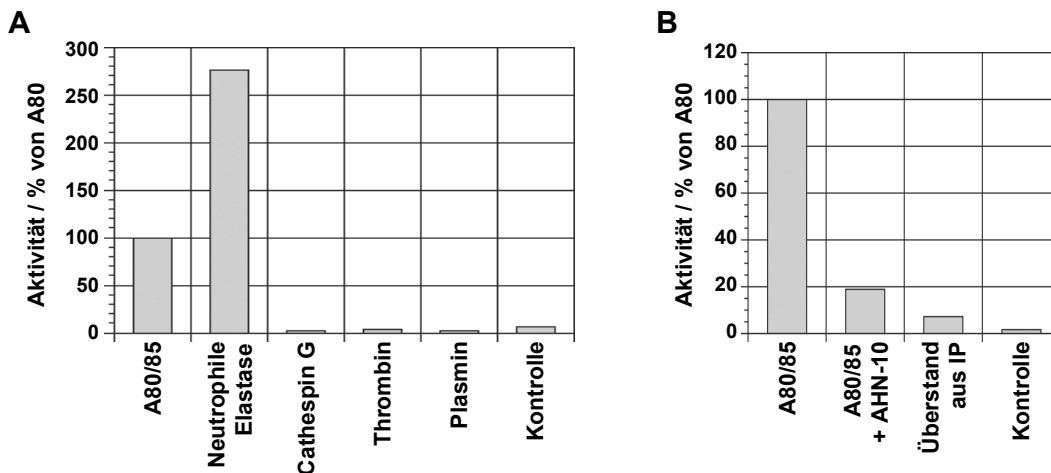 A
Aktivität / % von A80
300
250
200
150
100
50
0
A80/85
Neutrophile
Elastase
Cathespin G
Thrombin
Plasmin
Kontrolle
B
Aktivität / % von A80
120
100
80
60
40
20
0
A80/85
A80/85
+ AHN-10
Überstand
aus IP
Kontrolle